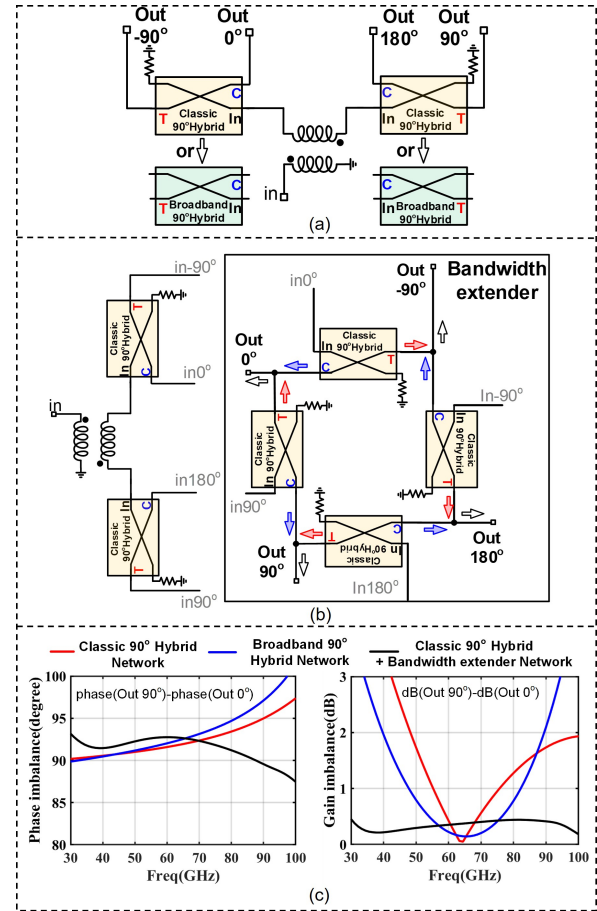 Out
-90°
Out
0°
Out
180°
Out
90°
C
Classic
90°Hybrid
T
In
C
Classic
90°Hybrid
In
T
or
or
C
Broadband
90°Hybrid
T
In
C
Broadband
90°Hybrid
In
T
in
(a)
in-90°
T
Classic
90°Hybrid
In
C
in0°
in
in180°
In
C
Classic
90°Hybrid
T
in90°
Bandwidth
extender
Out
-90°
in0°
Classic
90°Hybrid
In
T
C
Out
0°
In-90°
T
Classic
90°Hybrid
In
C
C
In
Classic
90°Hybrid
T
in90°
Out
90°
T
C
In
Classic
90°Hybrid
In180°
Out
180°
(b)
Classic 90° Hybrid
Network
Broadband 90°
Hybrid Network
Classic 90° Hybrid
+ Bandwidth extender Network
phase(Out 90°)-phase(Out 0°)
Phase imbalance(degree)
100
95
90
85
80
30 40 50 60 70 80 90 100
Freq(GHz)
dB(Out 90°)-dB(Out 0°)
Gain imbalance(dB)
3
2
1
0
30 40 50 60 70 80 90 100
Freq(GHz)
(c)